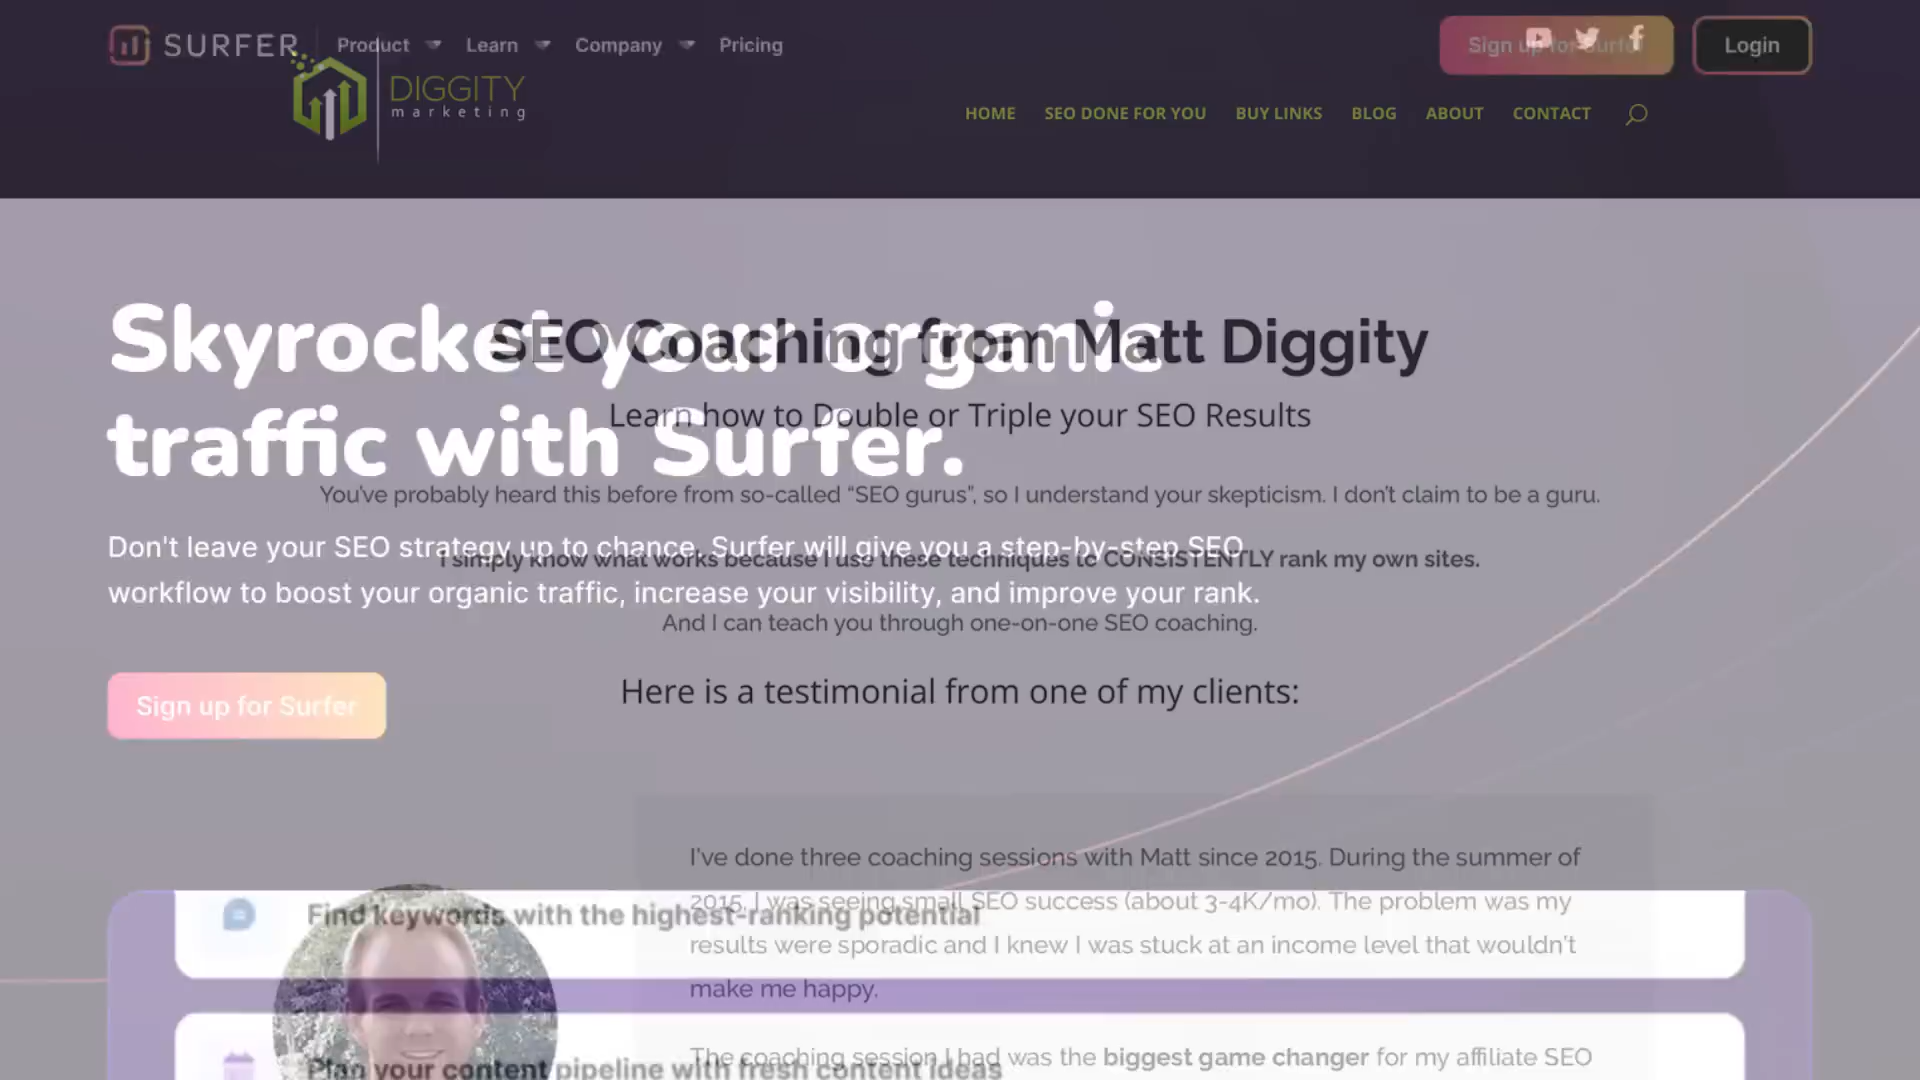 SURFER
Product
Learn
Company
Pricing
Sign up for Surfer
Login
DIGGITY
marketing
HOME
SEO DONE FOR YOU
BUY LINKS
BLOG
ABOUT
CONTACT
Skyrocket your organic
traffic with Surfer.
SEO Coaching from Matt Diggity
Learn how to Double or Triple your SEO Results
You've probably heard this before from so-called “SEO gurus”, so I understand your skepticism. I don't claim to be a guru.
Don't leave your SEO strategy up to chance. Surfer will give you a step-by-step SEO
workflow to boost your organic traffic, increase your visibility, and improve your rank.
I simply know what works because I use these techniques to CONSISTENTLY rank my own sites.
And I can teach you through one-on-one SEO coaching.
Here is a testimonial from one of my clients:
Sign up for Surfer
I've done three coaching sessions with Matt since 2015. During the summer of
2015, I was seeing small SEO success (about 3-4K/mo). The problem was my
results were sporadic and I knew I was stuck at an income level that wouldn't
make me happy.
The coaching session I had was the biggest game changer for my affiliate SEO
Find keywords with the highest-ranking potential
Plan your content pipeline with fresh content ideas